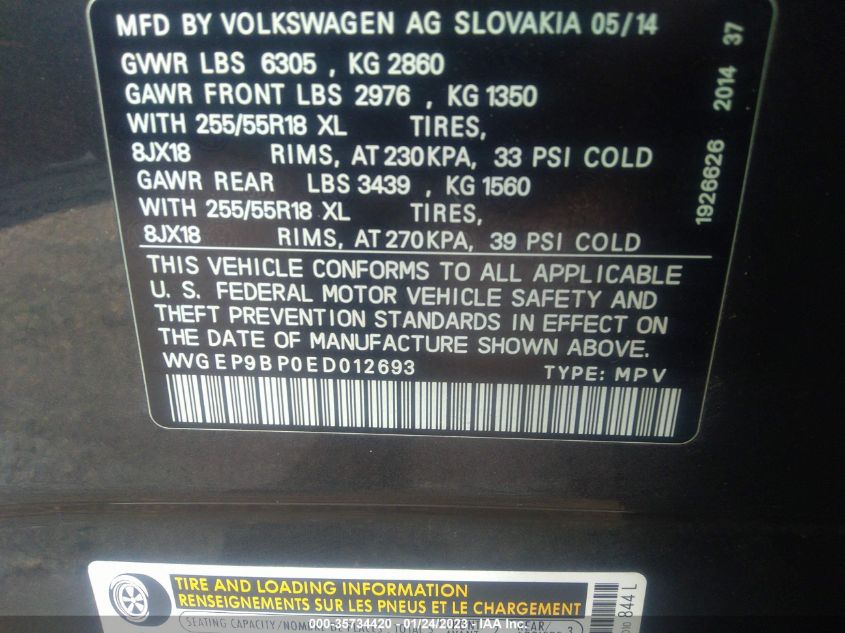 MFD BY VOLKSWAGEN AG SLOVAKIA 05/14
GVWR LBS 6305 , KG 2860
GAWR FRONT LBS 2976 , KG 1350
WITH 255/55R18 XL TIRES,
8JX18 RIMS, AT 230KPA, 33 PSI COLD
GAWR REAR LBS 3439 , KG 1560
WITH 255/55R18 XL TIRES,
8JX18 RIMS, AT 270KPA, 39 PSI COLD
1926626 2014 37
THIS VEHICLE CONFORMS TO ALL APPLICABLE
U. S. FEDERAL MOTOR VEHICLE SAFETY AND
THEFT PREVENTION STANDARDS IN EFFECT ON
THE DATE OF MANUFACTURE SHOWN ABOVE.
WVGEP9BP0ED012693 TYPE: MPV
TIRE AND LOADING INFORMATION
RENSEIGNEMENTS SUR LES PNEUS ET LE CHARGEMENT
844 L
SEATING CAPACITY/NOMBRE DE PLACES
000-35734420 - 01/24/2023 - IAA Inc.